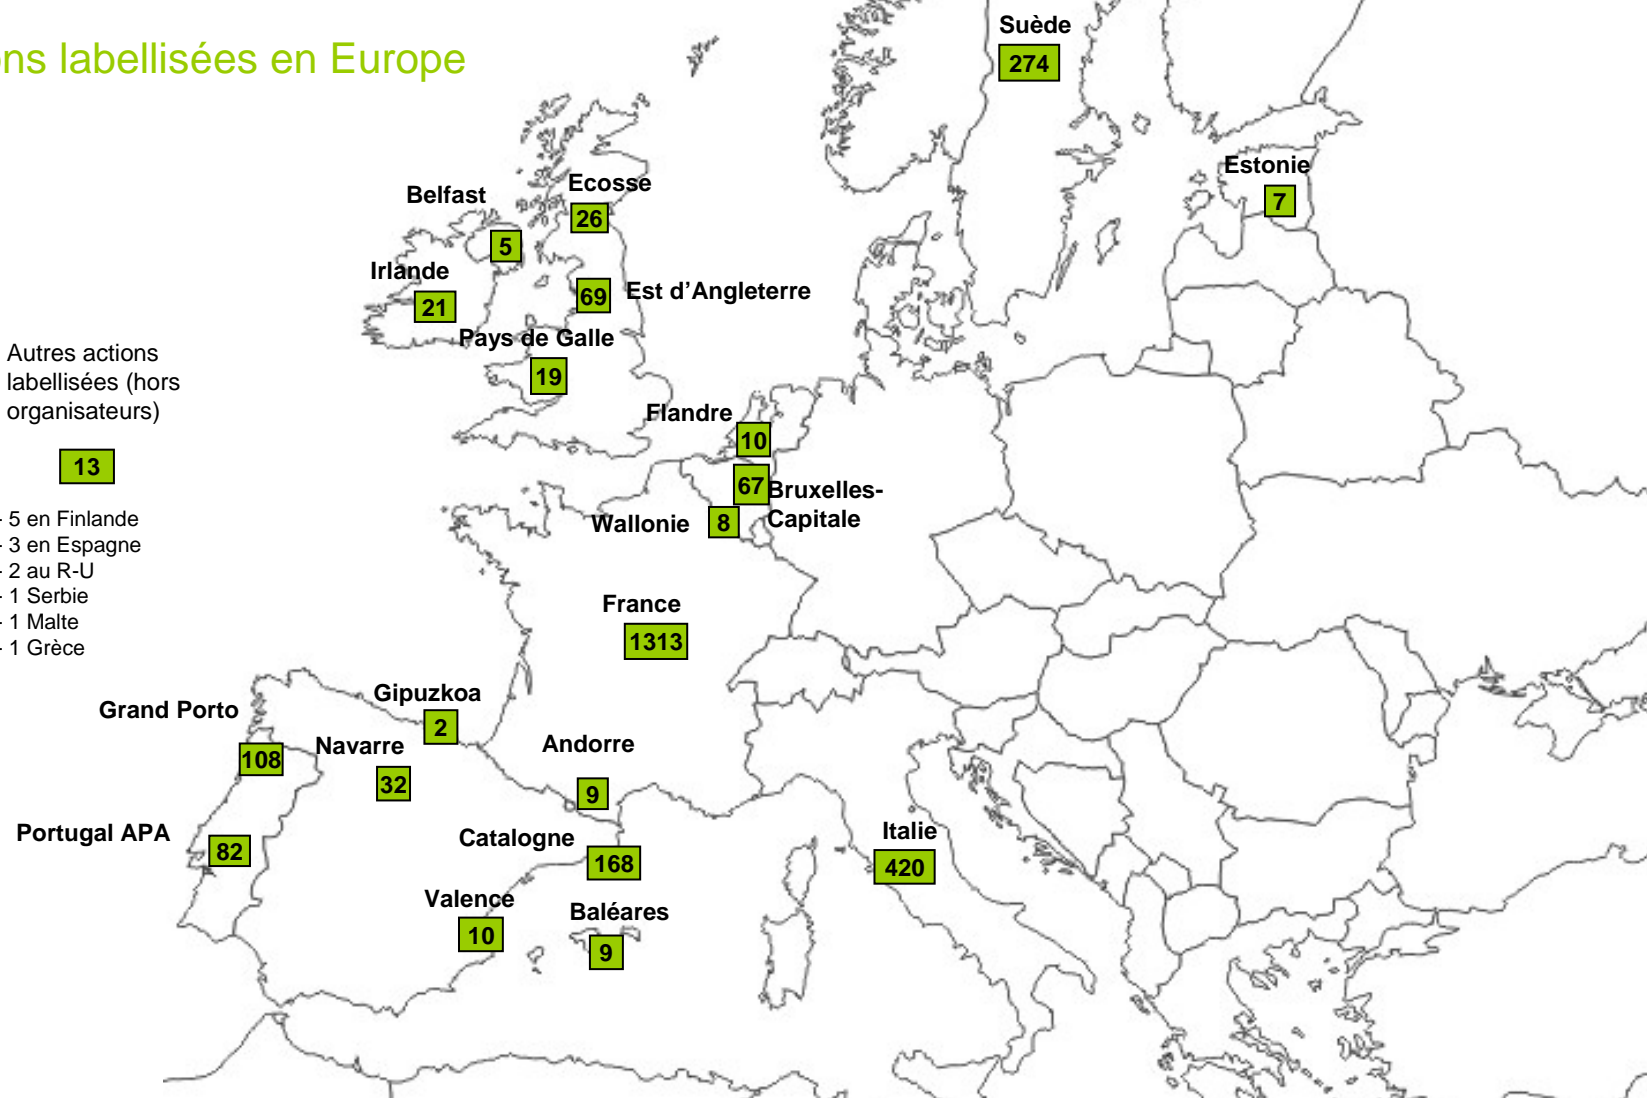 ns labellisées en Europe
Suède
274
Estonie
7
Ecosse
26
Belfast
5
Irlande
21
69
Est d’Angleterre
Pays de Galle
19
Autres actions
labellisées (hors
organisateurs)
13
- 5 en Finlande
- 3 en Espagne
- 2 au R-U
- 1 Serbie
- 1 Malte
- 1 Grèce
Flandre
10
67
Bruxelles-
Capitale
Wallonie
8
France
1313
Gipuzkoa
2
Grand Porto
108
Navarre
32
Andorre
9
Portugal APA
82
Catalogne
168
Italie
420
Valence
10
Baléares
9